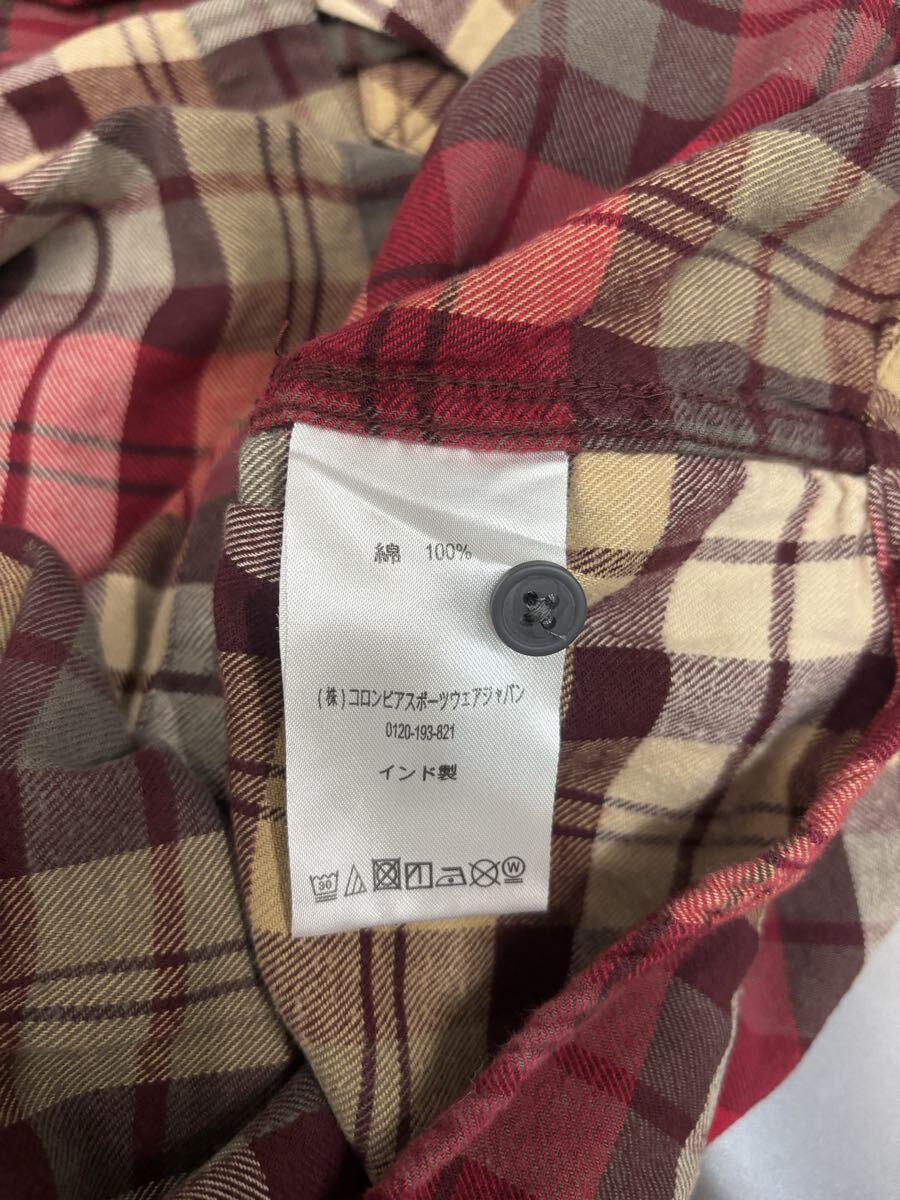 綿 100%
(株)コロンビアスポーツウェアジャパン
0120-193-821
インド製
30
W